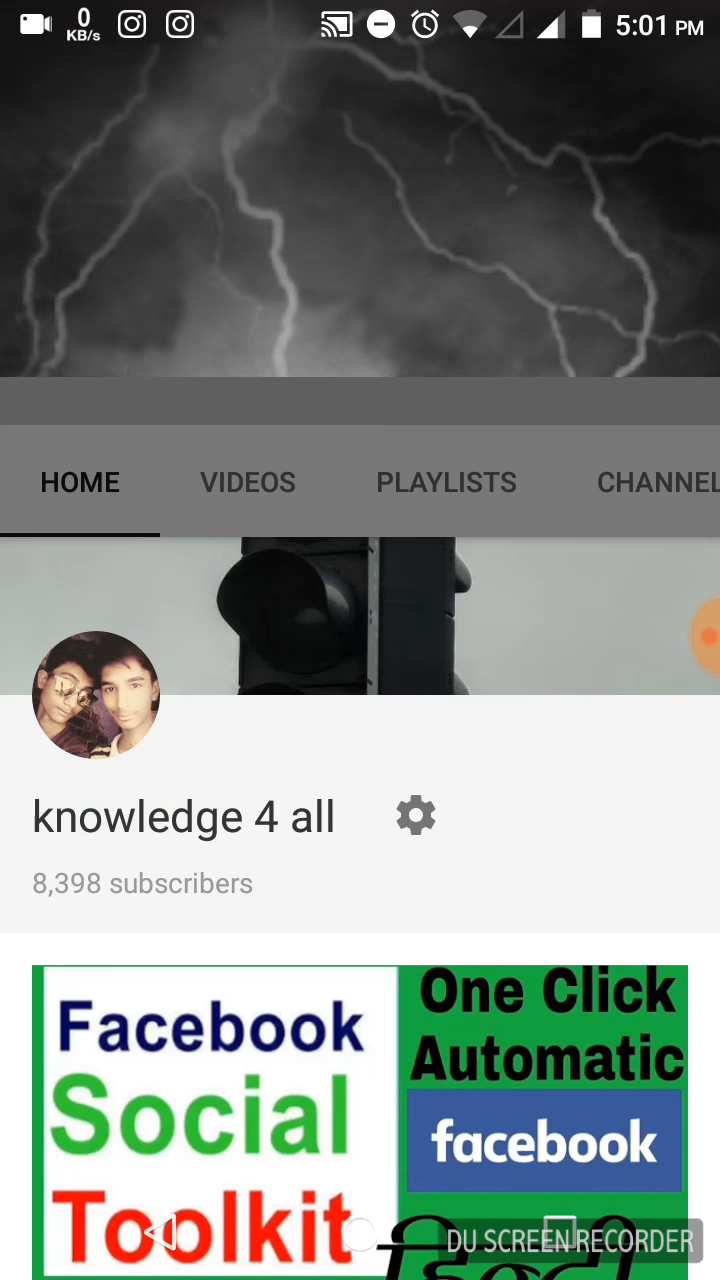 0
KB/s
5:01 PM
HOME VIDEOS PLAYLISTS CHANNEL
knowledge 4 all
8,398 subscribers
Facebook
Social
Toolkit
One Click
Automatic
facebook
हिन्दी
DU SCREEN RECORDER